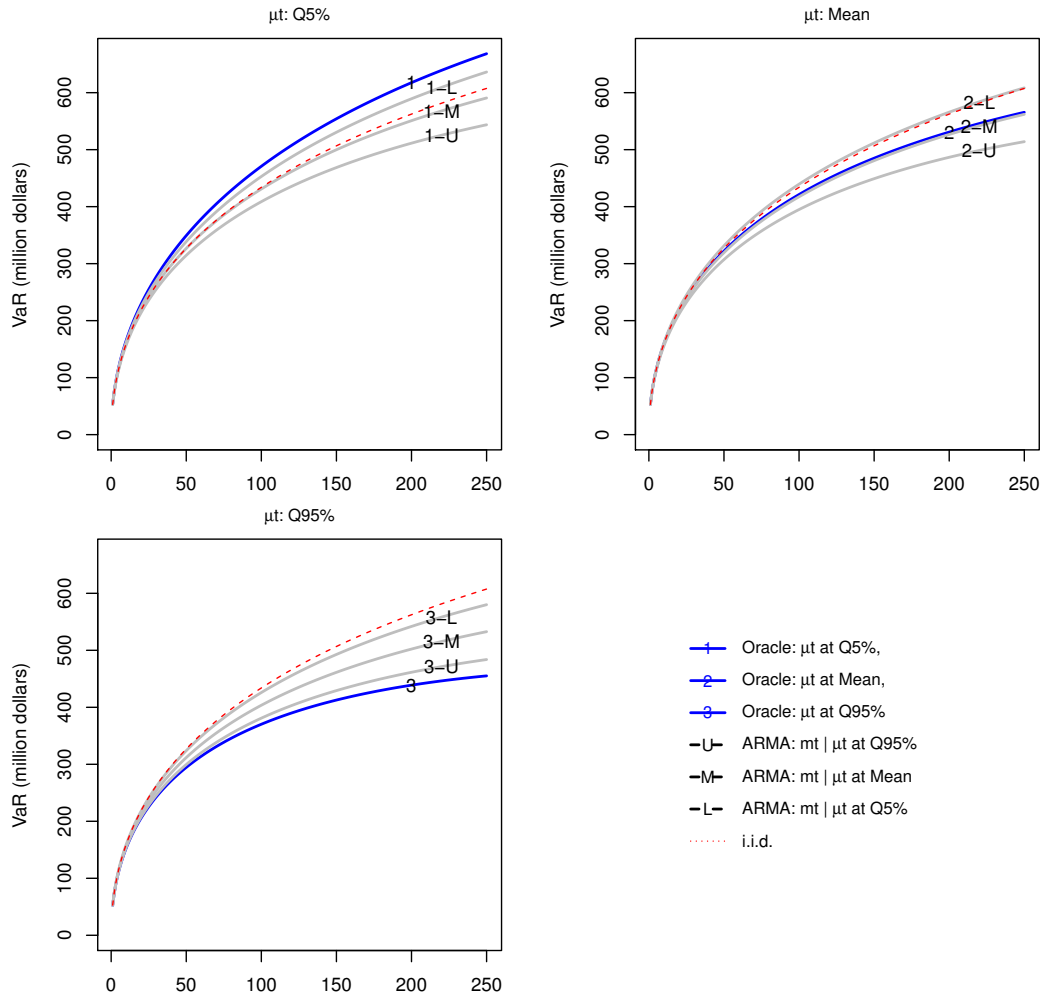 µt: Q5%
VaR (million dollars)
600
500
400
300
200
100
0
1
1-L
1-M
1-U
0 50 100 150 200 250
µt: Mean
VaR (million dollars)
600
500
400
300
200
100
0
2-L
2 2-M
2-U
0 50 100 150 200 250
µt: Q95%
VaR (million dollars)
600
500
400
300
200
100
0
3-L
3-M
3-U
3
0 50 100 150 200 250
1 Oracle: µt at Q5%,
2 Oracle: µt at Mean,
3 Oracle: µt at Q95%
U ARMA: mt | µt at Q95%
M ARMA: mt | µt at Mean
L ARMA: mt | µt at Q5%
i.i.d.